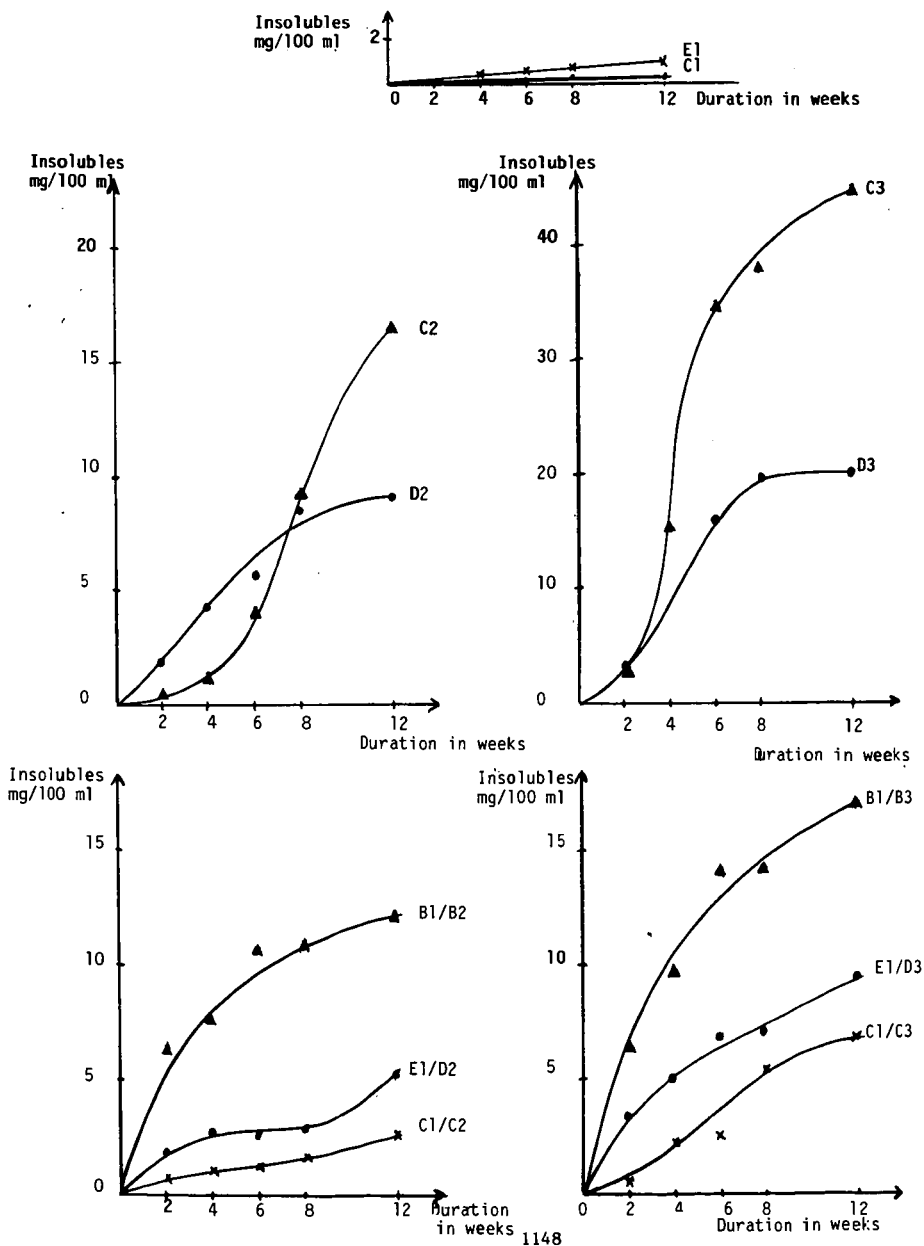 Insolubles
mg/100 ml
2
E1
C1
0 2 4 6 8 12 Duration in weeks
Insolubles
mg/100 ml
20
15
10
5
0
C2
D2
2 4 6 8 12
Duration in weeks
Insolubles
mg/100 ml
40
30
20
10
0
C3
D3
2 4 6 8 12
Duration in weeks
Insolubles
mg/100 ml
15
10
5
0
B1/B2
E1/D2
C1/C2
2 4 6 8 12
Duration
in weeks
Insolubles
mg/100 ml
15
10
5
0
B1/B3
E1/D3
C1/C3
0 2 4 6 8 12
Duration in weeks
1148